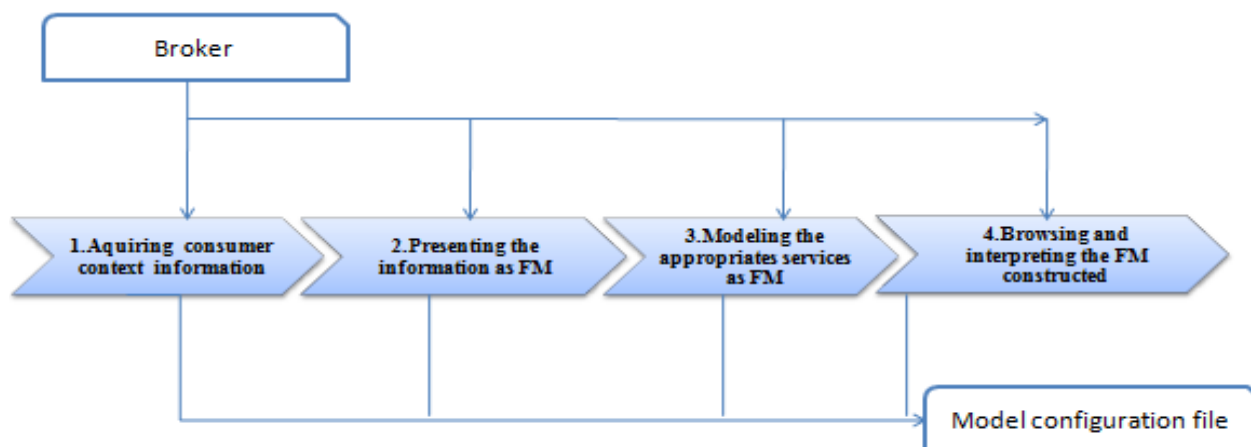 Broker
1.Aquiring consumer
context information
2.Presenting the
information as FM
3.Modeling the
appropriates services
as FM
4.Browsing and
interpreting the FM
constructed
Model configuration file